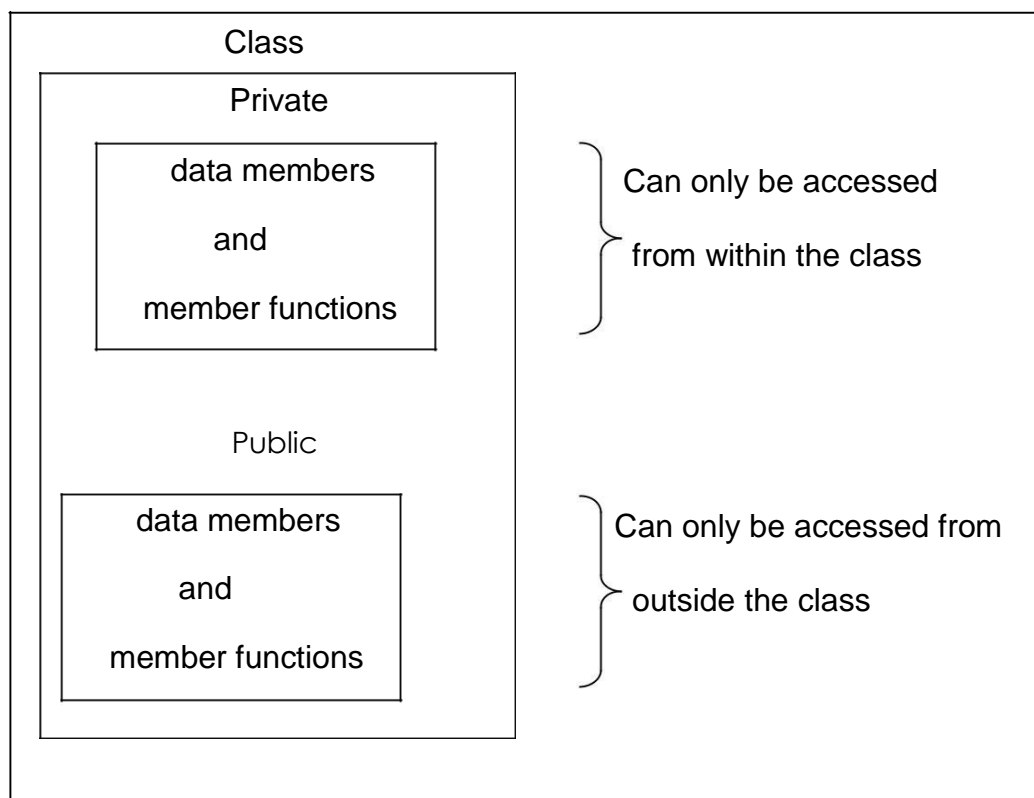 Class
Private
data members
and
member functions
Can only be accessed
from within the class
Public
data members
and
member functions
Can only be accessed from
outside the class